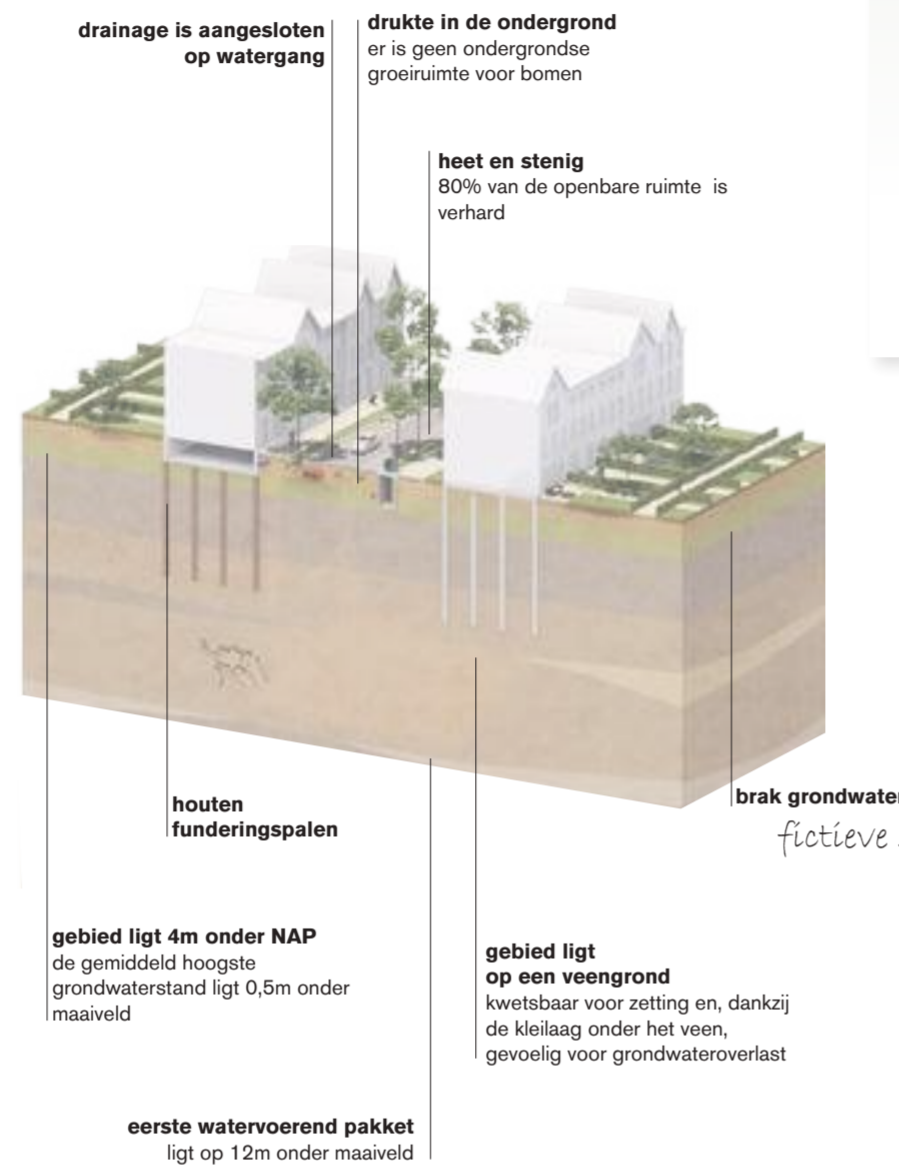 drainage is aangesloten
op watergang
drukte in de ondergrond
er is geen ondergrondse
groeiruimte voor bomen
heet en stenig
80% van de openbare ruimte is
verhard
houten
funderingspalen
brak grondwate
fictieve
gebied ligt 4m onder NAP
de gemiddeld hoogste
grondwaterstand ligt 0,5m onder
maaiveld
gebied ligt
op een veengrond
kwetsbaar voor zetting en, dankzij
de kleilaag onder het veen,
gevoelig voor grondwateroverlast
eerste watervoerend pakket
ligt op 12m onder maaiveld